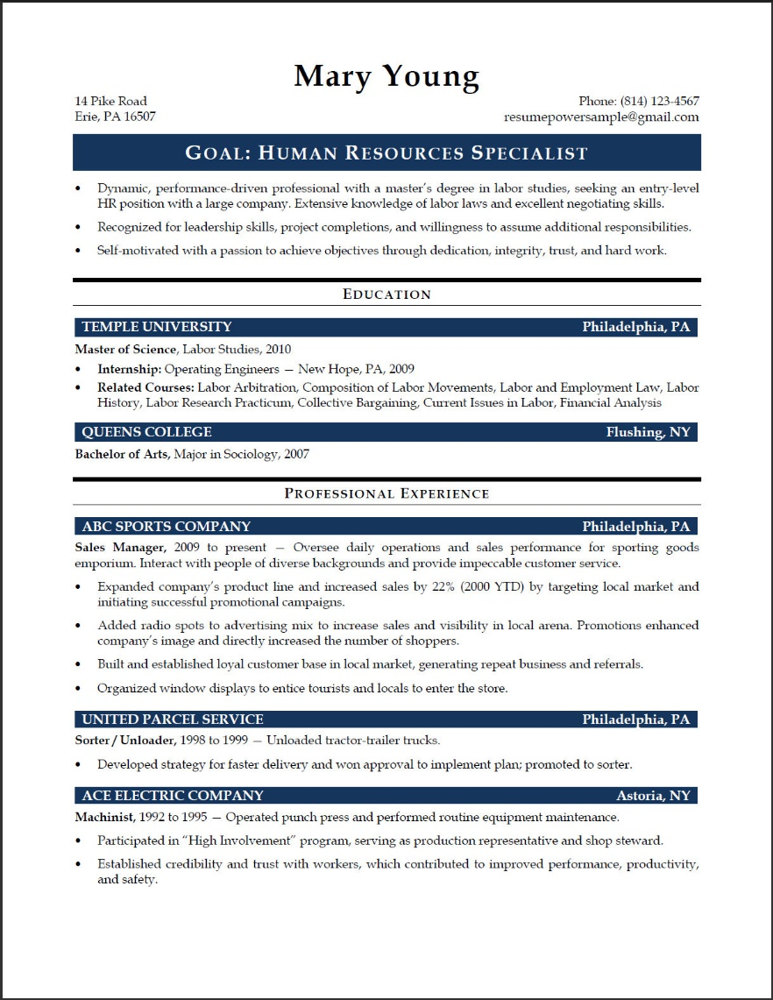 Mary Young
14 Pike Road
Phone: (814) 123-4567
Erie, PA 16507
resumepowersample@gmail.com
GOAL: HUMAN RESOURCES SPECIALIST
• Dynamic, performance-driven professional with a master's degree in labor studies, seeking an entry-level
HR position with a large company. Extensive knowledge of labor laws and excellent negotiating skills.
• Recognized for leadership skills, project completions, and willingness to assume additional responsibilities.
• Self-motivated with a passion to achieve objectives through dedication, integrity, trust, and hard work.
EDUCATION
TEMPLE UNIVERSITY Philadelphia, PA
Master of Science, Labor Studies, 2010
• Internship: Operating Engineers — New Hope, PA, 2009
• Related Courses: Labor Arbitration, Composition of Labor Movements, Labor and Employment Law, Labor
History, Labor Research Practicum, Collective Bargaining, Current Issues in Labor, Financial Analysis
QUEENS COLLEGE Flushing, NY
Bachelor of Arts, Major in Sociology, 2007
PROFESSIONAL EXPERIENCE
ABC SPORTS COMPANY Philadelphia, PA
Sales Manager, 2009 to present — Oversee daily operations and sales performance for sporting goods
emporium. Interact with people of diverse backgrounds and provide impeccable customer service.
• Expanded company's product line and increased sales by 22% (2000 YTD) by targeting local market and
initiating successful promotional campaigns.
• Added radio spots to advertising mix to increase sales and visibility in local arena. Promotions enhanced
company's image and directly increased the number of shoppers.
• Built and established loyal customer base in local market, generating repeat business and referrals.
• Organized window displays to entice tourists and locals to enter the store.
UNITED PARCEL SERVICE Philadelphia, PA
Sorter / Unloader, 1998 to 1999 — Unloaded tractor-trailer trucks.
• Developed strategy for faster delivery and won approval to implement plan; promoted to sorter.
ACE ELECTRIC COMPANY Astoria, NY
Machinist, 1992 to 1995 — Operated punch press and performed routine equipment maintenance.
• Participated in "High Involvement" program, serving as production representative and shop steward.
• Established credibility and trust with workers, which contributed to improved performance, productivity,
and safety.